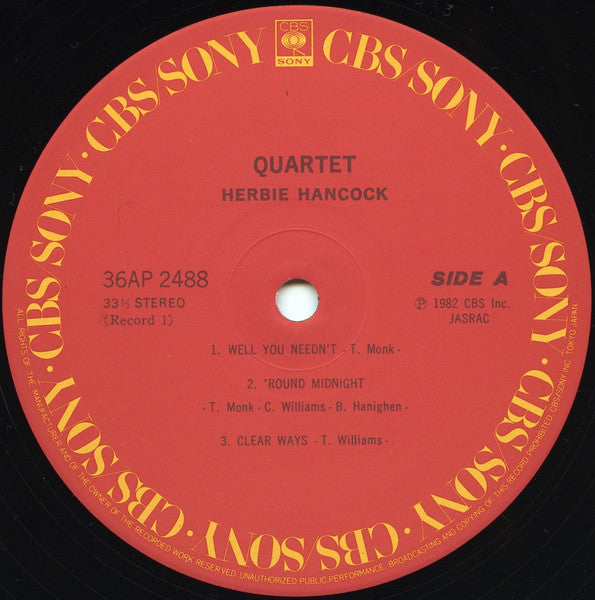 CBS
SONY
CBS/SONY · CBS/SONY · CBS/SONY · CBS/SONY · CBS/SONY · CBS/SONY · CBS/SONY · CBS/SONY
QUARTET
HERBIE HANCOCK
36AP 2488
33⅓ STEREO
(Record 1)
SIDE A
Ⓟ 1982 CBS Inc.
JASRAC
1. WELL YOU NEEDN'T - T. Monk -
2. 'ROUND MIDNIGHT
- T. Monk - C. Williams - B. Hanighen -
3. CLEAR WAYS - T. Williams -
ALL RIGHTS OF THE MANUFACTURER AND OF THE OWNER OF THE RECORDED WORK RESERVED. UNAUTHORIZED PUBLIC PERFORMANCE, BROADCASTING AND COPYING OF THIS RECORD PROHIBITED. CBS/SONY INC. TOKYO JAPAN